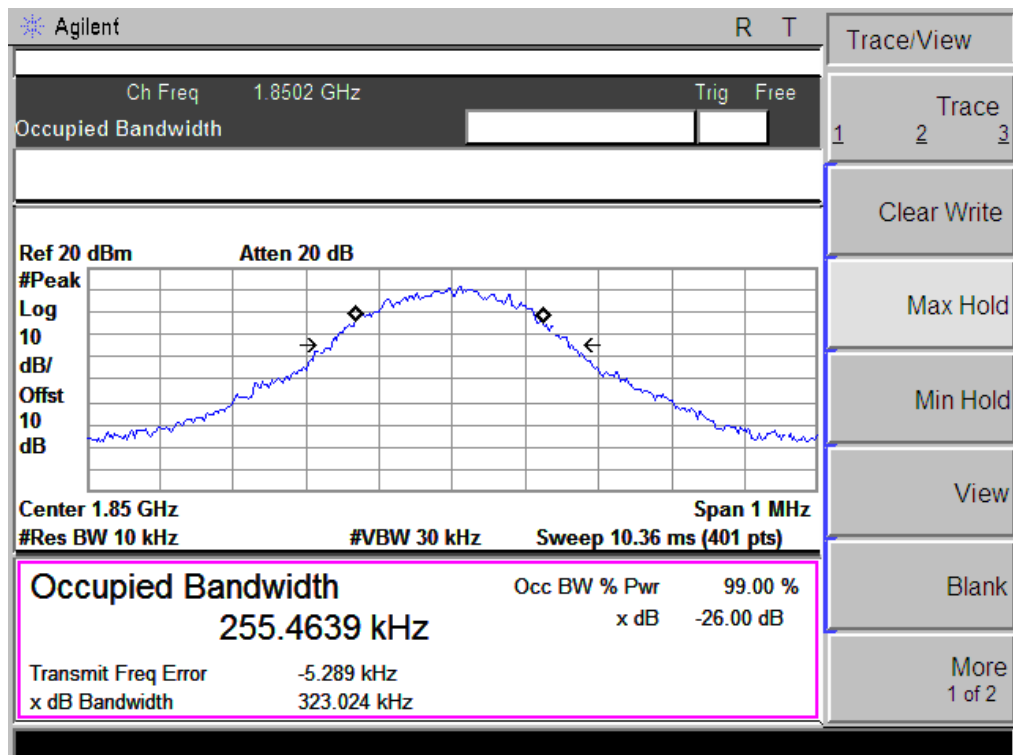 Agilent R T
Ch Freq 1.8502 GHz Trig Free
Occupied Bandwidth
Ref 20 dBm Atten 20 dB
#Peak
Log
10
dB/
Offst
10
dB
Center 1.85 GHz Span 1 MHz
#Res BW 10 kHz #VBW 30 kHz Sweep 10.36 ms (401 pts)
Occupied Bandwidth Occ BW % Pwr 99.00 %
255.4639 kHz x dB -26.00 dB
Transmit Freq Error -5.289 kHz
x dB Bandwidth 323.024 kHz
Trace/View
Trace
1 2 3
Clear Write
Max Hold
Min Hold
View
Blank
More
1 of 2